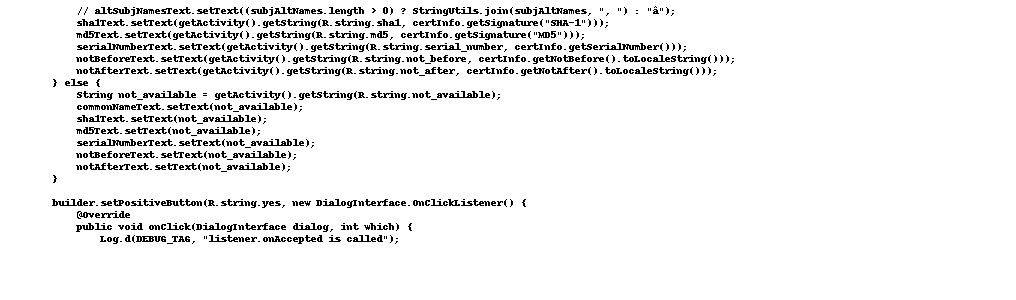 // altSubjNamesText.setText((subjAltNames.length > 0) ? StringUtils.join(subjAltNames, ", ") : "â");
sha1Text.setText(getActivity().getString(R.string.sha1, certInfo.getSignature("SHA-1")));
md5Text.setText(getActivity().getString(R.string.md5, certInfo.getSignature("MD5")));
serialNumberText.setText(getActivity().getString(R.string.serial_number, certInfo.getSerialNumber()));
notBeforeText.setText(getActivity().getString(R.string.not_before, certInfo.getNotBefore().toLocaleString()));
notAfterText.setText(getActivity().getString(R.string.not_after, certInfo.getNotAfter().toLocaleString()));
} else {
String not_available = getActivity().getString(R.string.not_available);
commonNameText.setText(not_available);
sha1Text.setText(not_available);
md5Text.setText(not_available);
serialNumberText.setText(not_available);
notBeforeText.setText(not_available);
notAfterText.setText(not_available);
}
builder.setPositiveButton(R.string.yes, new DialogInterface.OnClickListener() {
@Override
public void onClick(DialogInterface dialog, int which) {
Log.d(DEBUG_TAG, "listener.onAccepted is called");